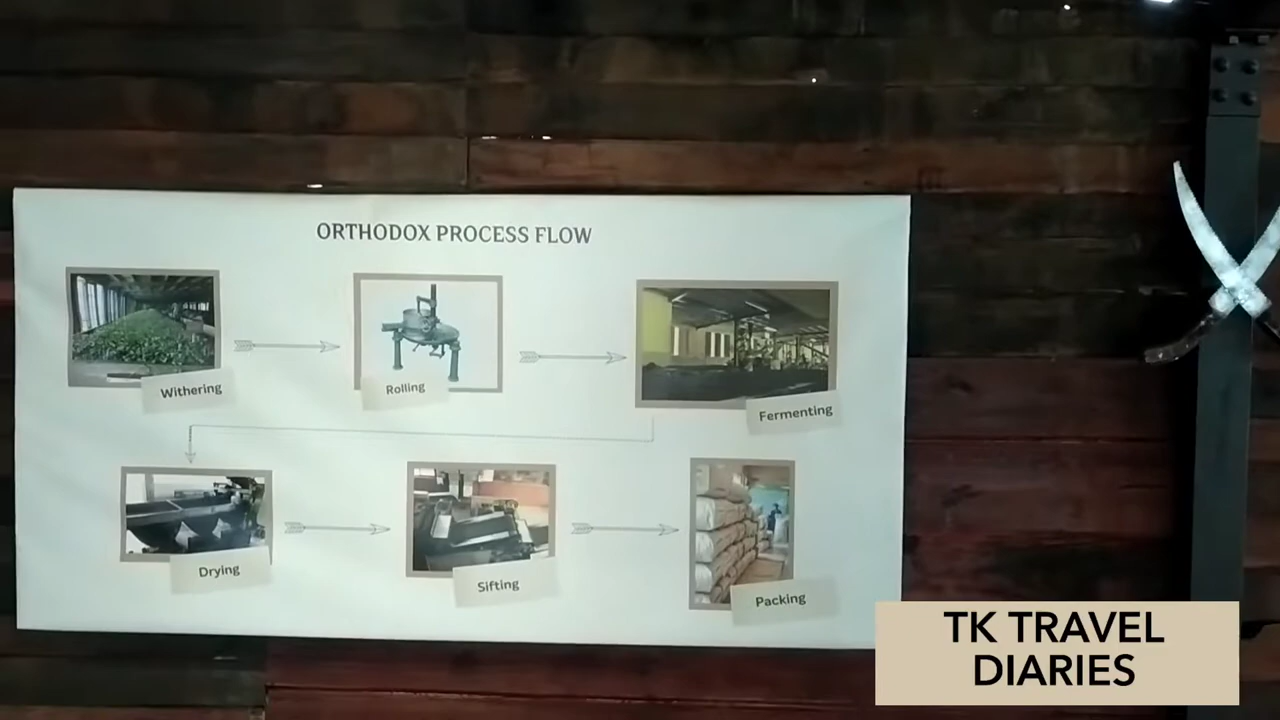 ORTHODOX PROCESS FLOW
Withering
Rolling
Fermenting
Drying
Sifting
Packing
TK TRAVEL
DIARIES